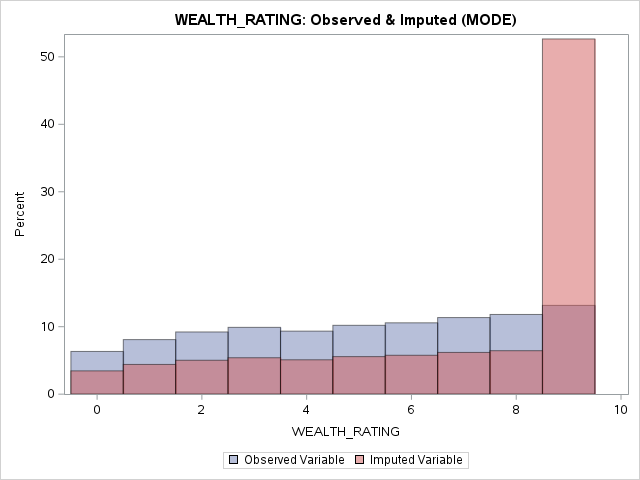 WEALTH_RATING: Observed & Imputed (MODE)
50
40
30
20
10
0
Percent
0 2 4 6 8 10
WEALTH_RATING
Observed Variable Imputed Variable